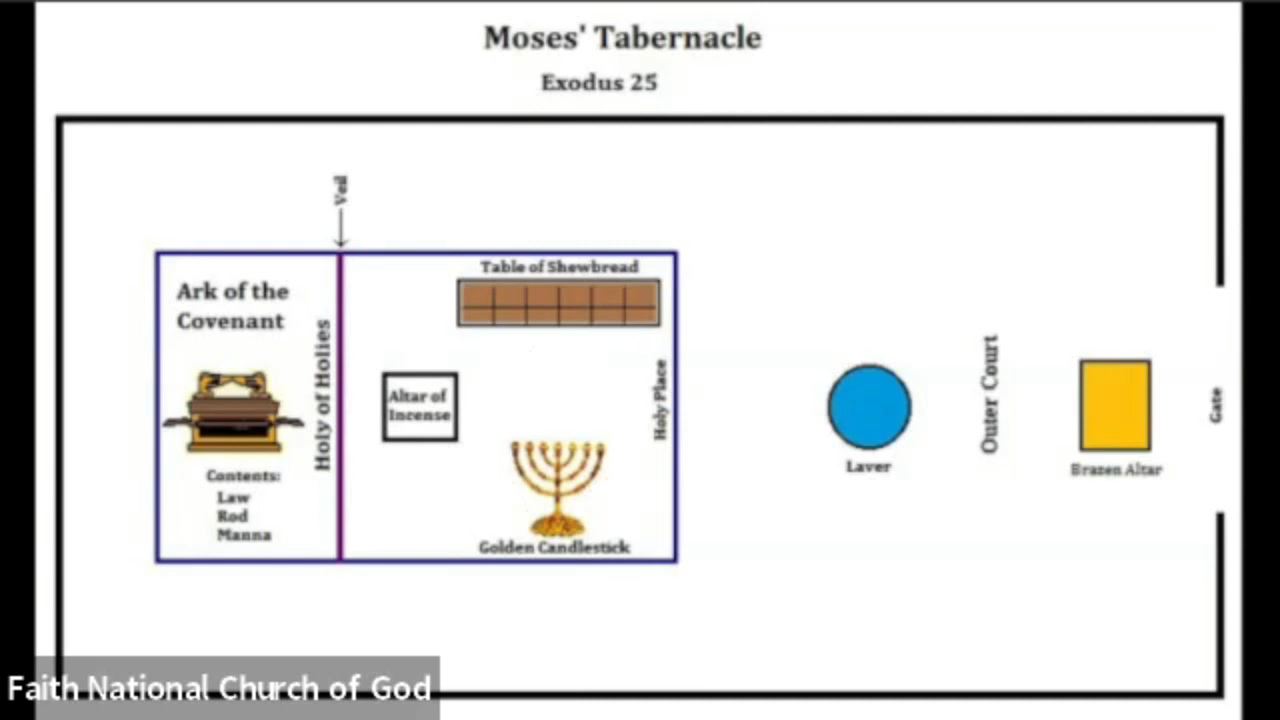 Moses' Tabernacle
Exodus 25
Veil
Table of Shewbread
Ark of the
Covenant
Holy of Holies
Altar of
Incense
Holy Place
Contents:
Law
Rod
Manna
Golden Candlestick
Laver
Outer Court
Brazen Altar
Gate
Faith National Church of God